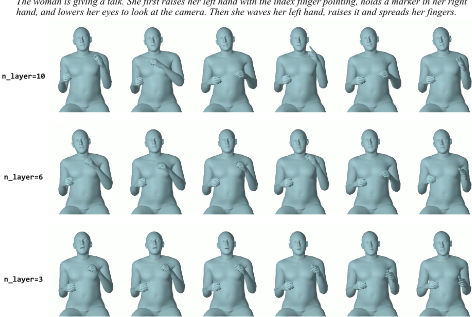 The woman is giving a talk. She first raises her left hand with the index finger pointing, holds a marker in her right
hand, and lowers her eyes to look at the camera. Then she waves her left hand, raises it and spreads her fingers.
n_layer=10
n_layer=6
n_layer=3